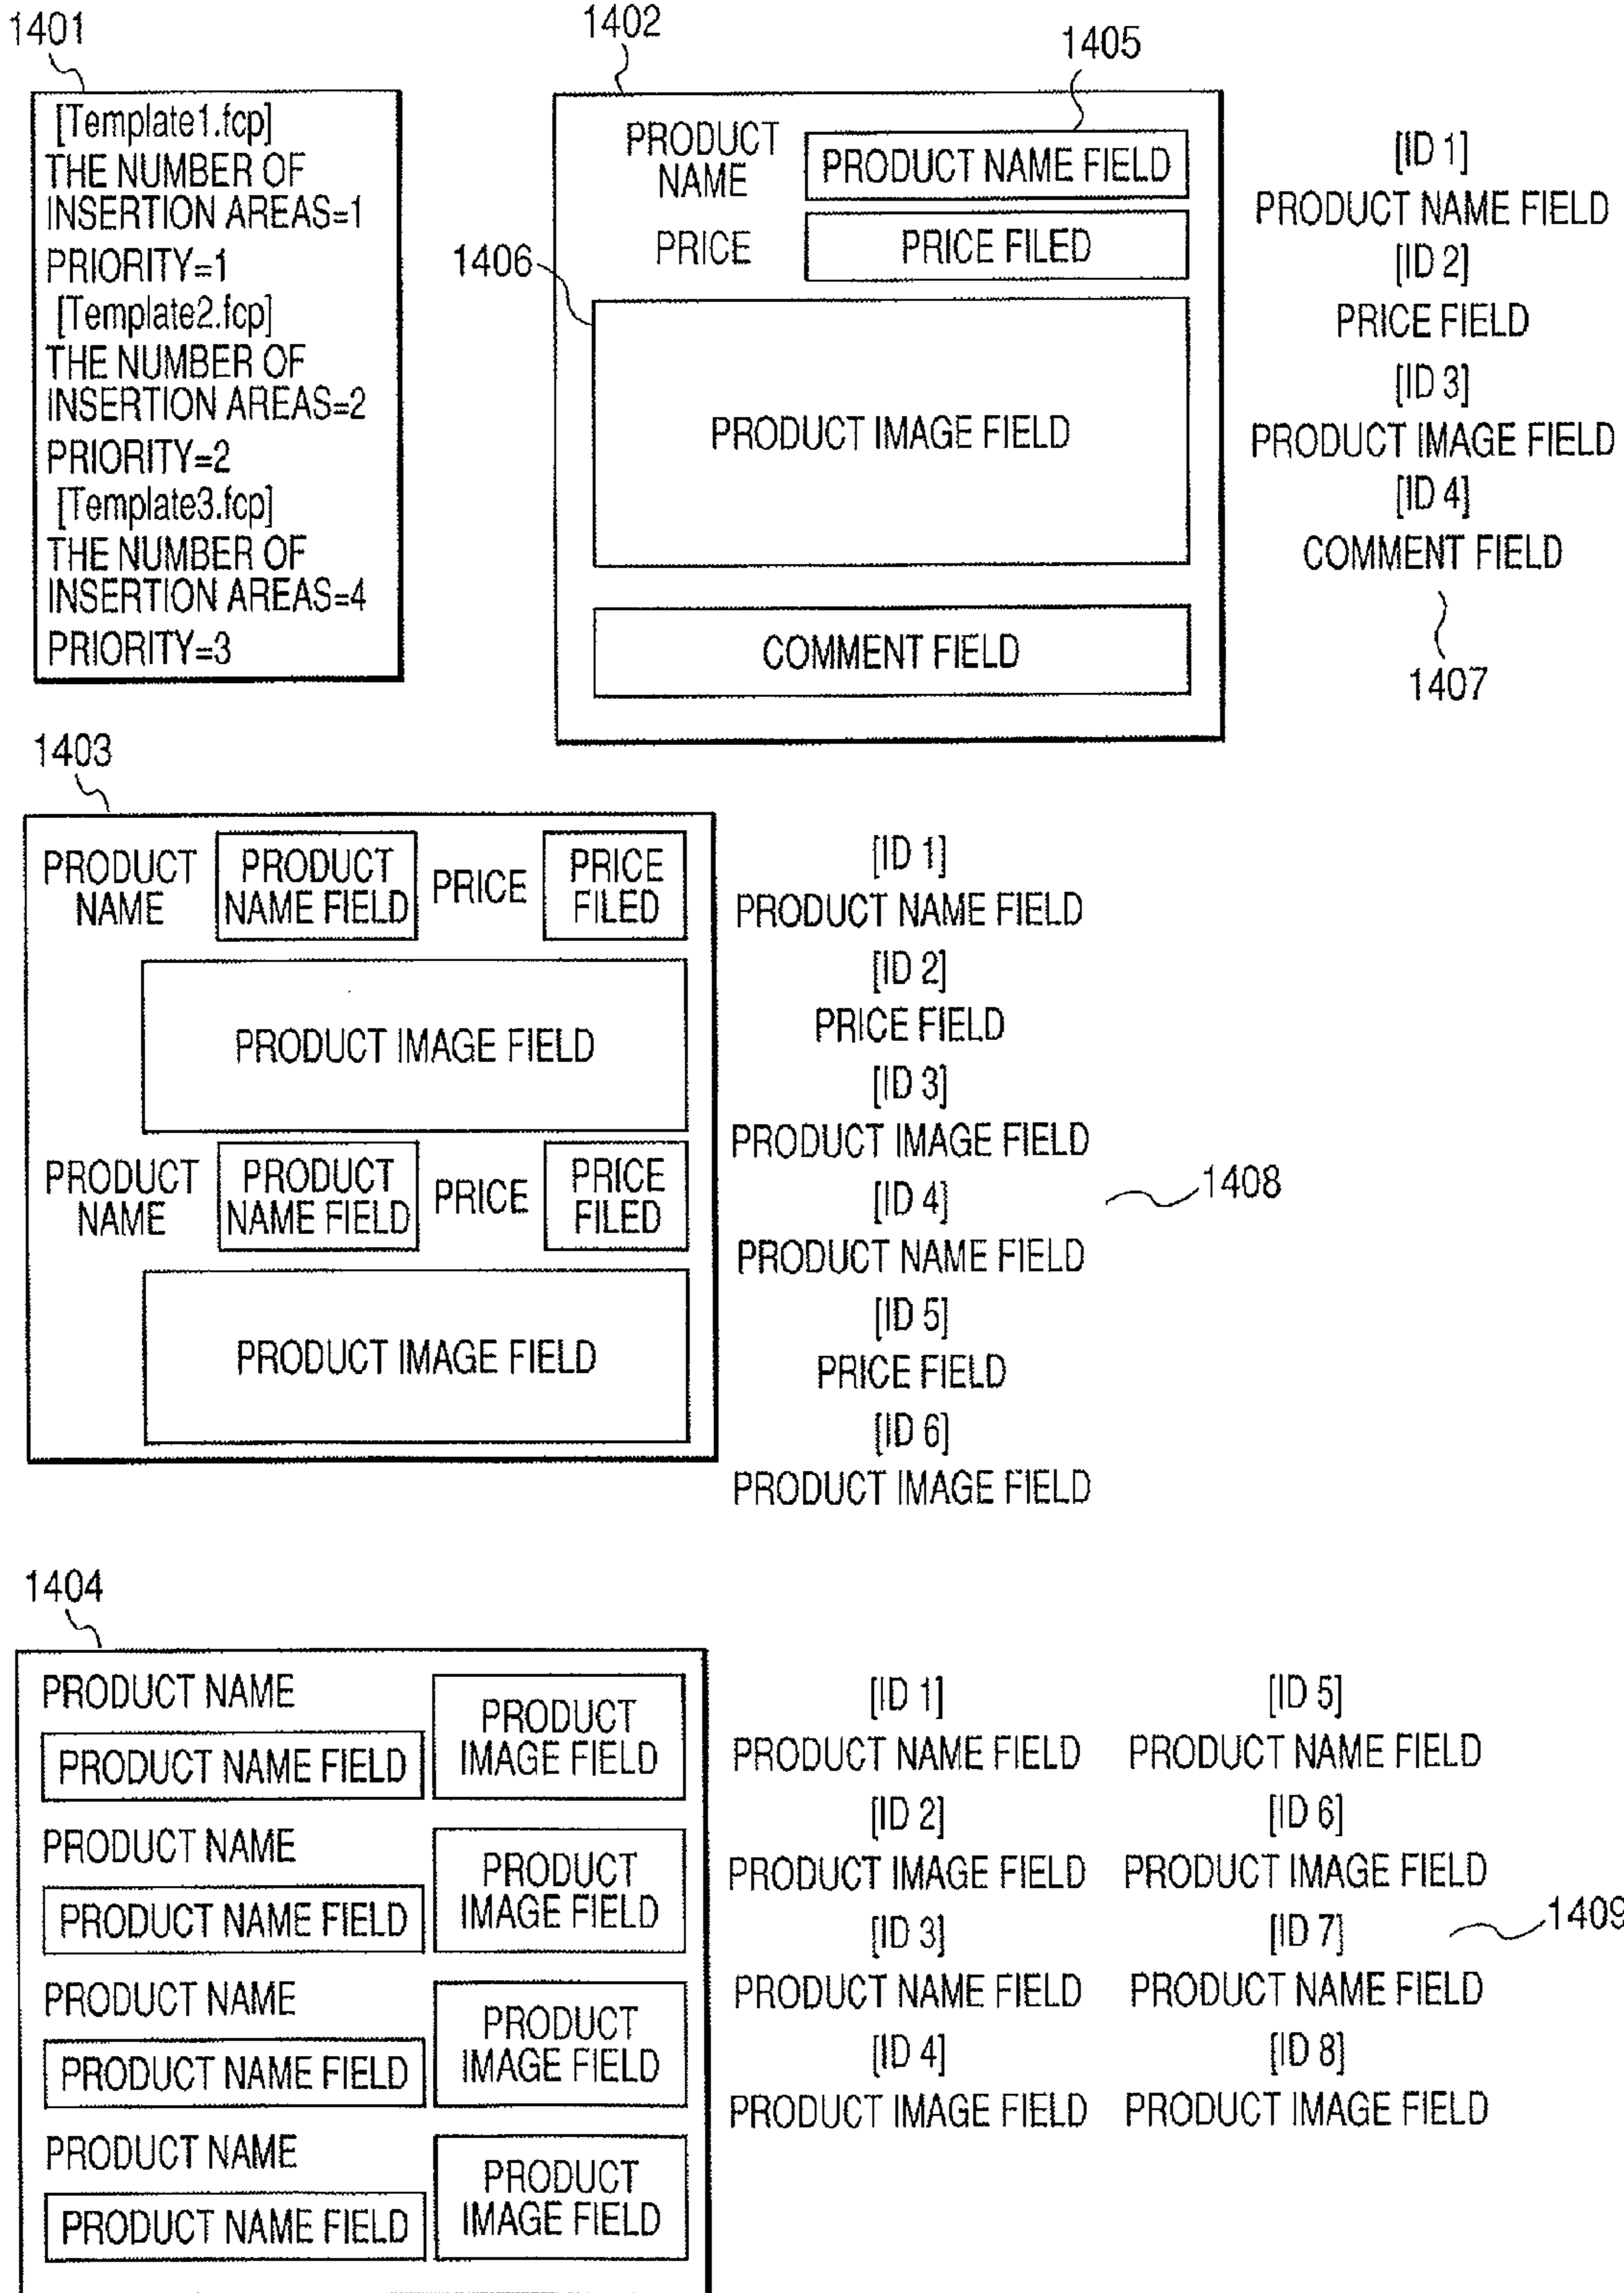 1401
[Template1.fcp]
THE NUMBER OF
INSERTION AREAS=1
PRIORITY=1
[Template2.fcp]
THE NUMBER OF
INSERTION AREAS=2
PRIORITY=2
[Template3.fcp]
THE NUMBER OF
INSERTION AREAS=4
PRIORITY=3
1402
1405
PRODUCT
NAME
PRODUCT NAME FIELD
PRICE
PRICE FILED
1406
PRODUCT IMAGE FIELD
COMMENT FIELD
[ID 1]
PRODUCT NAME FIELD
[ID 2]
PRICE FIELD
[ID 3]
PRODUCT IMAGE FIELD
[ID 4]
COMMENT FIELD
1407
1403
PRODUCT
NAME
PRODUCT
NAME FIELD
PRICE
PRICE
FILED
PRODUCT IMAGE FIELD
PRODUCT
NAME
PRODUCT
NAME FIELD
PRICE
PRICE
FILED
PRODUCT IMAGE FIELD
[ID 1]
PRODUCT NAME FIELD
[ID 2]
PRICE FIELD
[ID 3]
PRODUCT IMAGE FIELD
[ID 4]
PRODUCT NAME FIELD
[ID 5]
PRICE FIELD
[ID 6]
PRODUCT IMAGE FIELD
1408
1404
PRODUCT NAME
PRODUCT NAME FIELD
PRODUCT
IMAGE FIELD
PRODUCT NAME
PRODUCT NAME FIELD
PRODUCT
IMAGE FIELD
PRODUCT NAME
PRODUCT NAME FIELD
PRODUCT
IMAGE FIELD
PRODUCT NAME
PRODUCT NAME FIELD
PRODUCT
IMAGE FIELD
[ID 1]
PRODUCT NAME FIELD
[ID 2]
PRODUCT IMAGE FIELD
[ID 3]
PRODUCT NAME FIELD
[ID 4]
PRODUCT IMAGE FIELD
[ID 5]
PRODUCT NAME FIELD
[ID 6]
PRODUCT IMAGE FIELD
[ID 7]
PRODUCT NAME FIELD
[ID 8]
PRODUCT IMAGE FIELD
1409